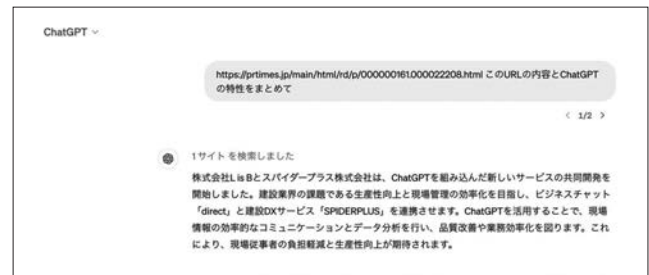 ChatGPT
https://prtimes.jp/main/html/rd/p/000000161.000022208.html このURLの内容とChatGPT
の特性をまとめて
1/2
1サイト を検索しました
株式会社L is Bとスパイダープラス株式会社は、ChatGPTを組み込んだ新しいサービスの共同開発を
開始しました。建設業界の課題である生産性向上と現場管理の効率化を目指し、ビジネスチャット
「direct」と建設DXサービス「SPIDERPLUS」を連携させます。ChatGPTを活用することで、現場
情報の効率的なコミュニケーションとデータ分析を行い、品質改善や業務効率化を図ります。これ
により、現場従事者の負担軽減と生産性向上が期待されます。